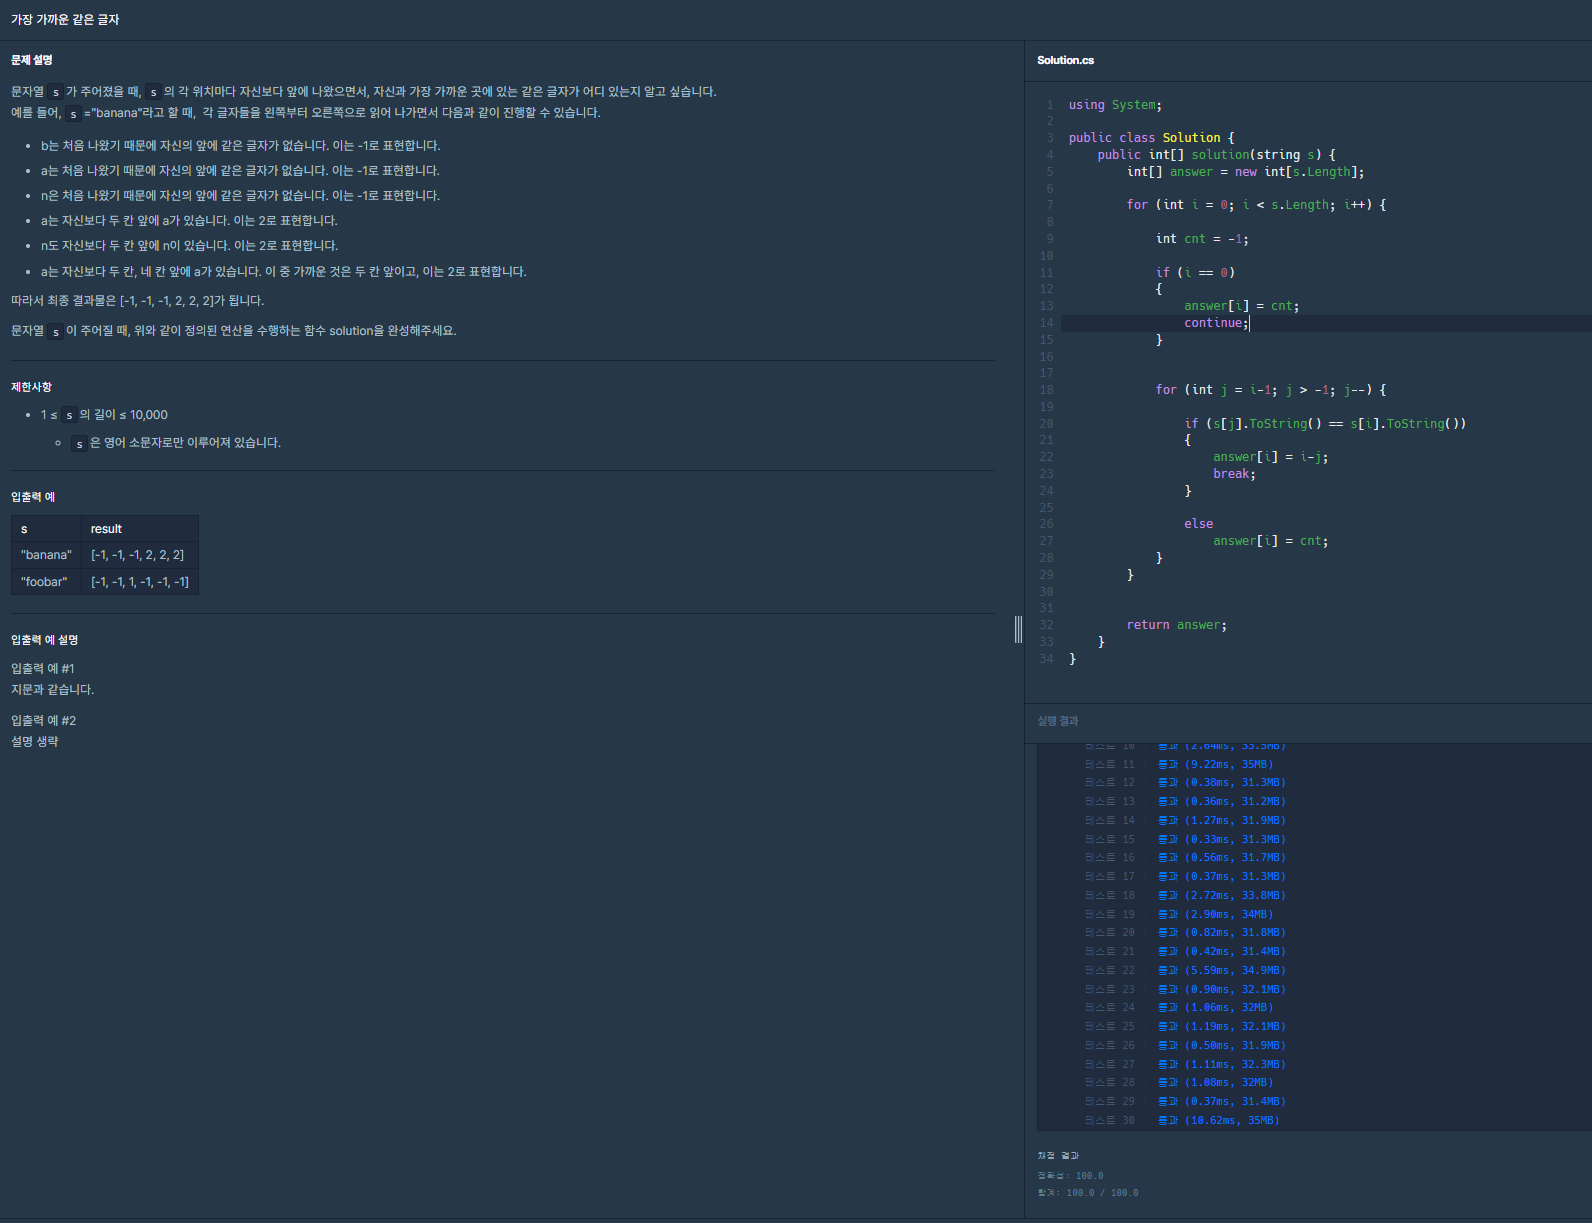 가장 가까운 같은 글자
문제 설명
문자열 s 가 주어졌을 때, s 의 각 위치마다 자신보다 앞에 나왔으면서, 자신과 가장 가까운 곳에 있는 같은 글자가 어디 있는지 알고 싶습니다.
예를 들어, s ="banana"라고 할 때,  각 글자들을 왼쪽부터 오른쪽으로 읽어 나가면서 다음과 같이 진행할 수 있습니다.
• b는 처음 나왔기 때문에 자신의 앞에 같은 글자가 없습니다. 이는 -1로 표현합니다.
• a는 처음 나왔기 때문에 자신의 앞에 같은 글자가 없습니다. 이는 -1로 표현합니다.
• n은 처음 나왔기 때문에 자신의 앞에 같은 글자가 없습니다. 이는 -1로 표현합니다.
• a는 자신보다 두 칸 앞에 a가 있습니다. 이는 2로 표현합니다.
• n도 자신보다 두 칸 앞에 n이 있습니다. 이는 2로 표현합니다.
• a는 자신보다 두 칸, 네 칸 앞에 a가 있습니다. 이 중 가까운 것은 두 칸 앞이고, 이는 2로 표현합니다.
따라서 최종 결과물은 [-1, -1, -1, 2, 2, 2]가 됩니다.
문자열 s 이 주어질 때, 위와 같이 정의된 연산을 수행하는 함수 solution을 완성해주세요.
제한사항
• 1 ≤ s 의 길이 ≤ 10,000
◦ s 은 영어 소문자로만 이루어져 있습니다.
입출력 예
s result
"banana" [-1, -1, -1, 2, 2, 2]
"foobar" [-1, -1, 1, -1, -1, -1]
입출력 예 설명
입출력 예 #1
지문과 같습니다.
입출력 예 #2
설명 생략
Solution.cs
1 using System;
2
3 public class Solution {
4     public int[] solution(string s) {
5         int[] answer = new int[s.Length];
6
7         for (int i = 0; i < s.Length; i++) {
8
9             int cnt = -1;
10
11             if (i == 0)
12             {
13                 answer[i] = cnt;
14                 continue;
15             }
16
17
18             for (int j = i-1; j > -1; j--) {
19
20                 if (s[j].ToString() == s[i].ToString())
21                 {
22                     answer[i] = i-j;
23                     break;
24                 }
25
26                 else
27                     answer[i] = cnt;
28             }
29         }
30
31
32         return answer;
33     }
34 }
실행 결과
테스트 10 통과 (2.64ms, 33.5MB)
테스트 11 통과 (9.22ms, 35MB)
테스트 12 통과 (0.38ms, 31.3MB)
테스트 13 통과 (0.36ms, 31.2MB)
테스트 14 통과 (1.27ms, 31.9MB)
테스트 15 통과 (0.33ms, 31.3MB)
테스트 16 통과 (0.56ms, 31.7MB)
테스트 17 통과 (0.37ms, 31.3MB)
테스트 18 통과 (2.72ms, 33.8MB)
테스트 19 통과 (2.90ms, 34MB)
테스트 20 통과 (0.82ms, 31.8MB)
테스트 21 통과 (0.42ms, 31.4MB)
테스트 22 통과 (5.59ms, 34.9MB)
테스트 23 통과 (0.90ms, 32.1MB)
테스트 24 통과 (1.06ms, 32MB)
테스트 25 통과 (1.19ms, 32.1MB)
테스트 26 통과 (0.50ms, 31.9MB)
테스트 27 통과 (1.11ms, 32.3MB)
테스트 28 통과 (1.08ms, 32MB)
테스트 29 통과 (0.37ms, 31.4MB)
테스트 30 통과 (10.62ms, 35MB)
채점 결과
정확성: 100.0
합계: 100.0 / 100.0